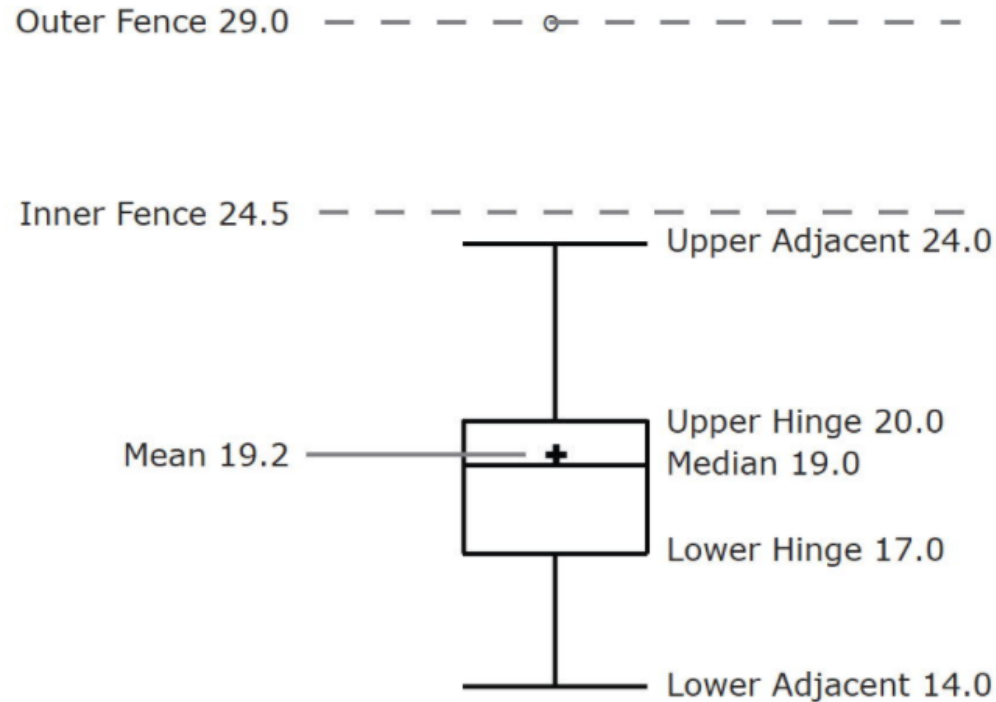 Outer Fence 29.0
Inner Fence 24.5
Upper Adjacent 24.0
Upper Hinge 20.0
Mean 19.2
Median 19.0
Lower Hinge 17.0
Lower Adjacent 14.0